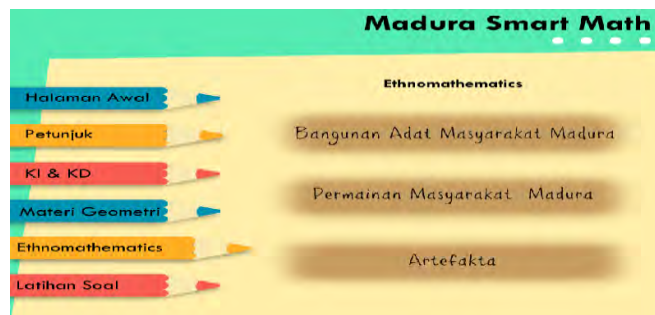 Madura Smart Math
Halaman Awal
Petunjuk
KI & KD
Materi Geometri
Ethnomathematics
Latihan Soal
Ethnomathematics
Bangunan Adat Masyarakat Madura
Permainan Masyarakat Madura
Artefakta